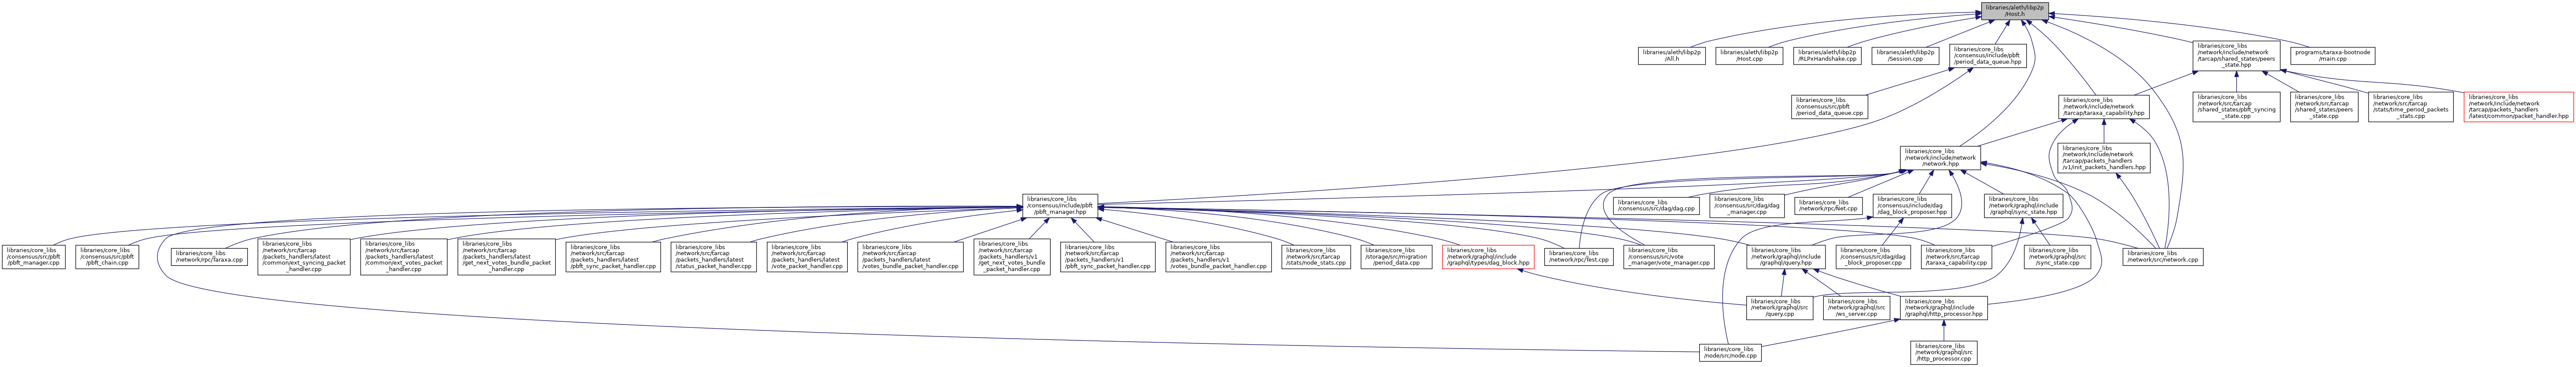 libraries/aleth/libp2p
/Host.h
libraries/aleth/libp2p
/All.h
libraries/aleth/libp2p
/Host.cpp
libraries/aleth/libp2p
/RLPxHandshake.cpp
libraries/aleth/libp2p
/Session.cpp
libraries/core_libs
/consensus/include/pbft
/period_data_queue.hpp
libraries/core_libs
/network/include/network
/tarcap/shared_states/peers
_state.hpp
programs/taraxa-bootnode
/main.cpp
libraries/core_libs
/consensus/src/pbft
/period_data_queue.cpp
libraries/core_libs
/network/include/network
/tarcap/taraxa_capability.hpp
libraries/core_libs
/network/src/tarcap
/shared_states/pbft_syncing
_state.cpp
libraries/core_libs
/network/src/tarcap
/shared_states/peers
_state.cpp
libraries/core_libs
/network/src/tarcap
/stats/time_period_packets
_stats.cpp
libraries/core_libs
/network/include/network
/tarcap/packets_handlers
/latest/common/packet_handler.hpp
libraries/core_libs
/network/include/network
/network.hpp
libraries/core_libs
/network/include/network
/tarcap/packets_handlers
/v1/init_packets_handlers.hpp
libraries/core_libs
/consensus/include/pbft
/pbft_manager.hpp
libraries/core_libs
/consensus/src/dag/dag.cpp
libraries/core_libs
/consensus/src/dag/dag
_manager.cpp
libraries/core_libs
/network/rpc/Net.cpp
libraries/core_libs
/consensus/include/dag
/dag_block_proposer.hpp
libraries/core_libs
/network/graphql/include
/graphql/sync_state.hpp
libraries/core_libs
/consensus/src/pbft
/pbft_manager.cpp
libraries/core_libs
/consensus/src/pbft
/pbft_chain.cpp
libraries/core_libs
/network/rpc/Taraxa.cpp
libraries/core_libs
/network/src/tarcap
/packets_handlers/latest
/common/ext_syncing_packet
_handler.cpp
libraries/core_libs
/network/src/tarcap
/packets_handlers/latest
/common/ext_votes_packet
_handler.cpp
libraries/core_libs
/network/src/tarcap
/packets_handlers/latest
/get_next_votes_bundle_packet
_handler.cpp
libraries/core_libs
/network/src/tarcap
/packets_handlers/latest
/pbft_sync_packet_handler.cpp
libraries/core_libs
/network/src/tarcap
/packets_handlers/latest
/status_packet_handler.cpp
libraries/core_libs
/network/src/tarcap
/packets_handlers/latest
/vote_packet_handler.cpp
libraries/core_libs
/network/src/tarcap
/packets_handlers/latest
/votes_bundle_packet_handler.cpp
libraries/core_libs
/network/src/tarcap
/packets_handlers/v1
/get_next_votes_bundle
_packet_handler.cpp
libraries/core_libs
/network/src/tarcap
/packets_handlers/v1
/pbft_sync_packet_handler.cpp
libraries/core_libs
/network/src/tarcap
/packets_handlers/v1
/votes_bundle_packet_handler.cpp
libraries/core_libs
/network/src/tarcap
/stats/node_stats.cpp
libraries/core_libs
/storage/src/migration
/period_data.cpp
libraries/core_libs
/network/graphql/include
/graphql/types/dag_block.hpp
libraries/core_libs
/network/rpc/Test.cpp
libraries/core_libs
/consensus/src/vote
_manager/vote_manager.cpp
libraries/core_libs
/network/graphql/include
/graphql/query.hpp
libraries/core_libs
/consensus/src/dag/dag
_block_proposer.cpp
libraries/core_libs
/network/src/tarcap
/taraxa_capability.cpp
libraries/core_libs
/network/graphql/src
/sync_state.cpp
libraries/core_libs
/network/src/network.cpp
libraries/core_libs
/network/graphql/src
/query.cpp
libraries/core_libs
/network/graphql/src
/ws_server.cpp
libraries/core_libs
/network/graphql/include
/graphql/http_processor.hpp
libraries/core_libs
/node/src/node.cpp
libraries/core_libs
/network/graphql/src
/http_processor.cpp